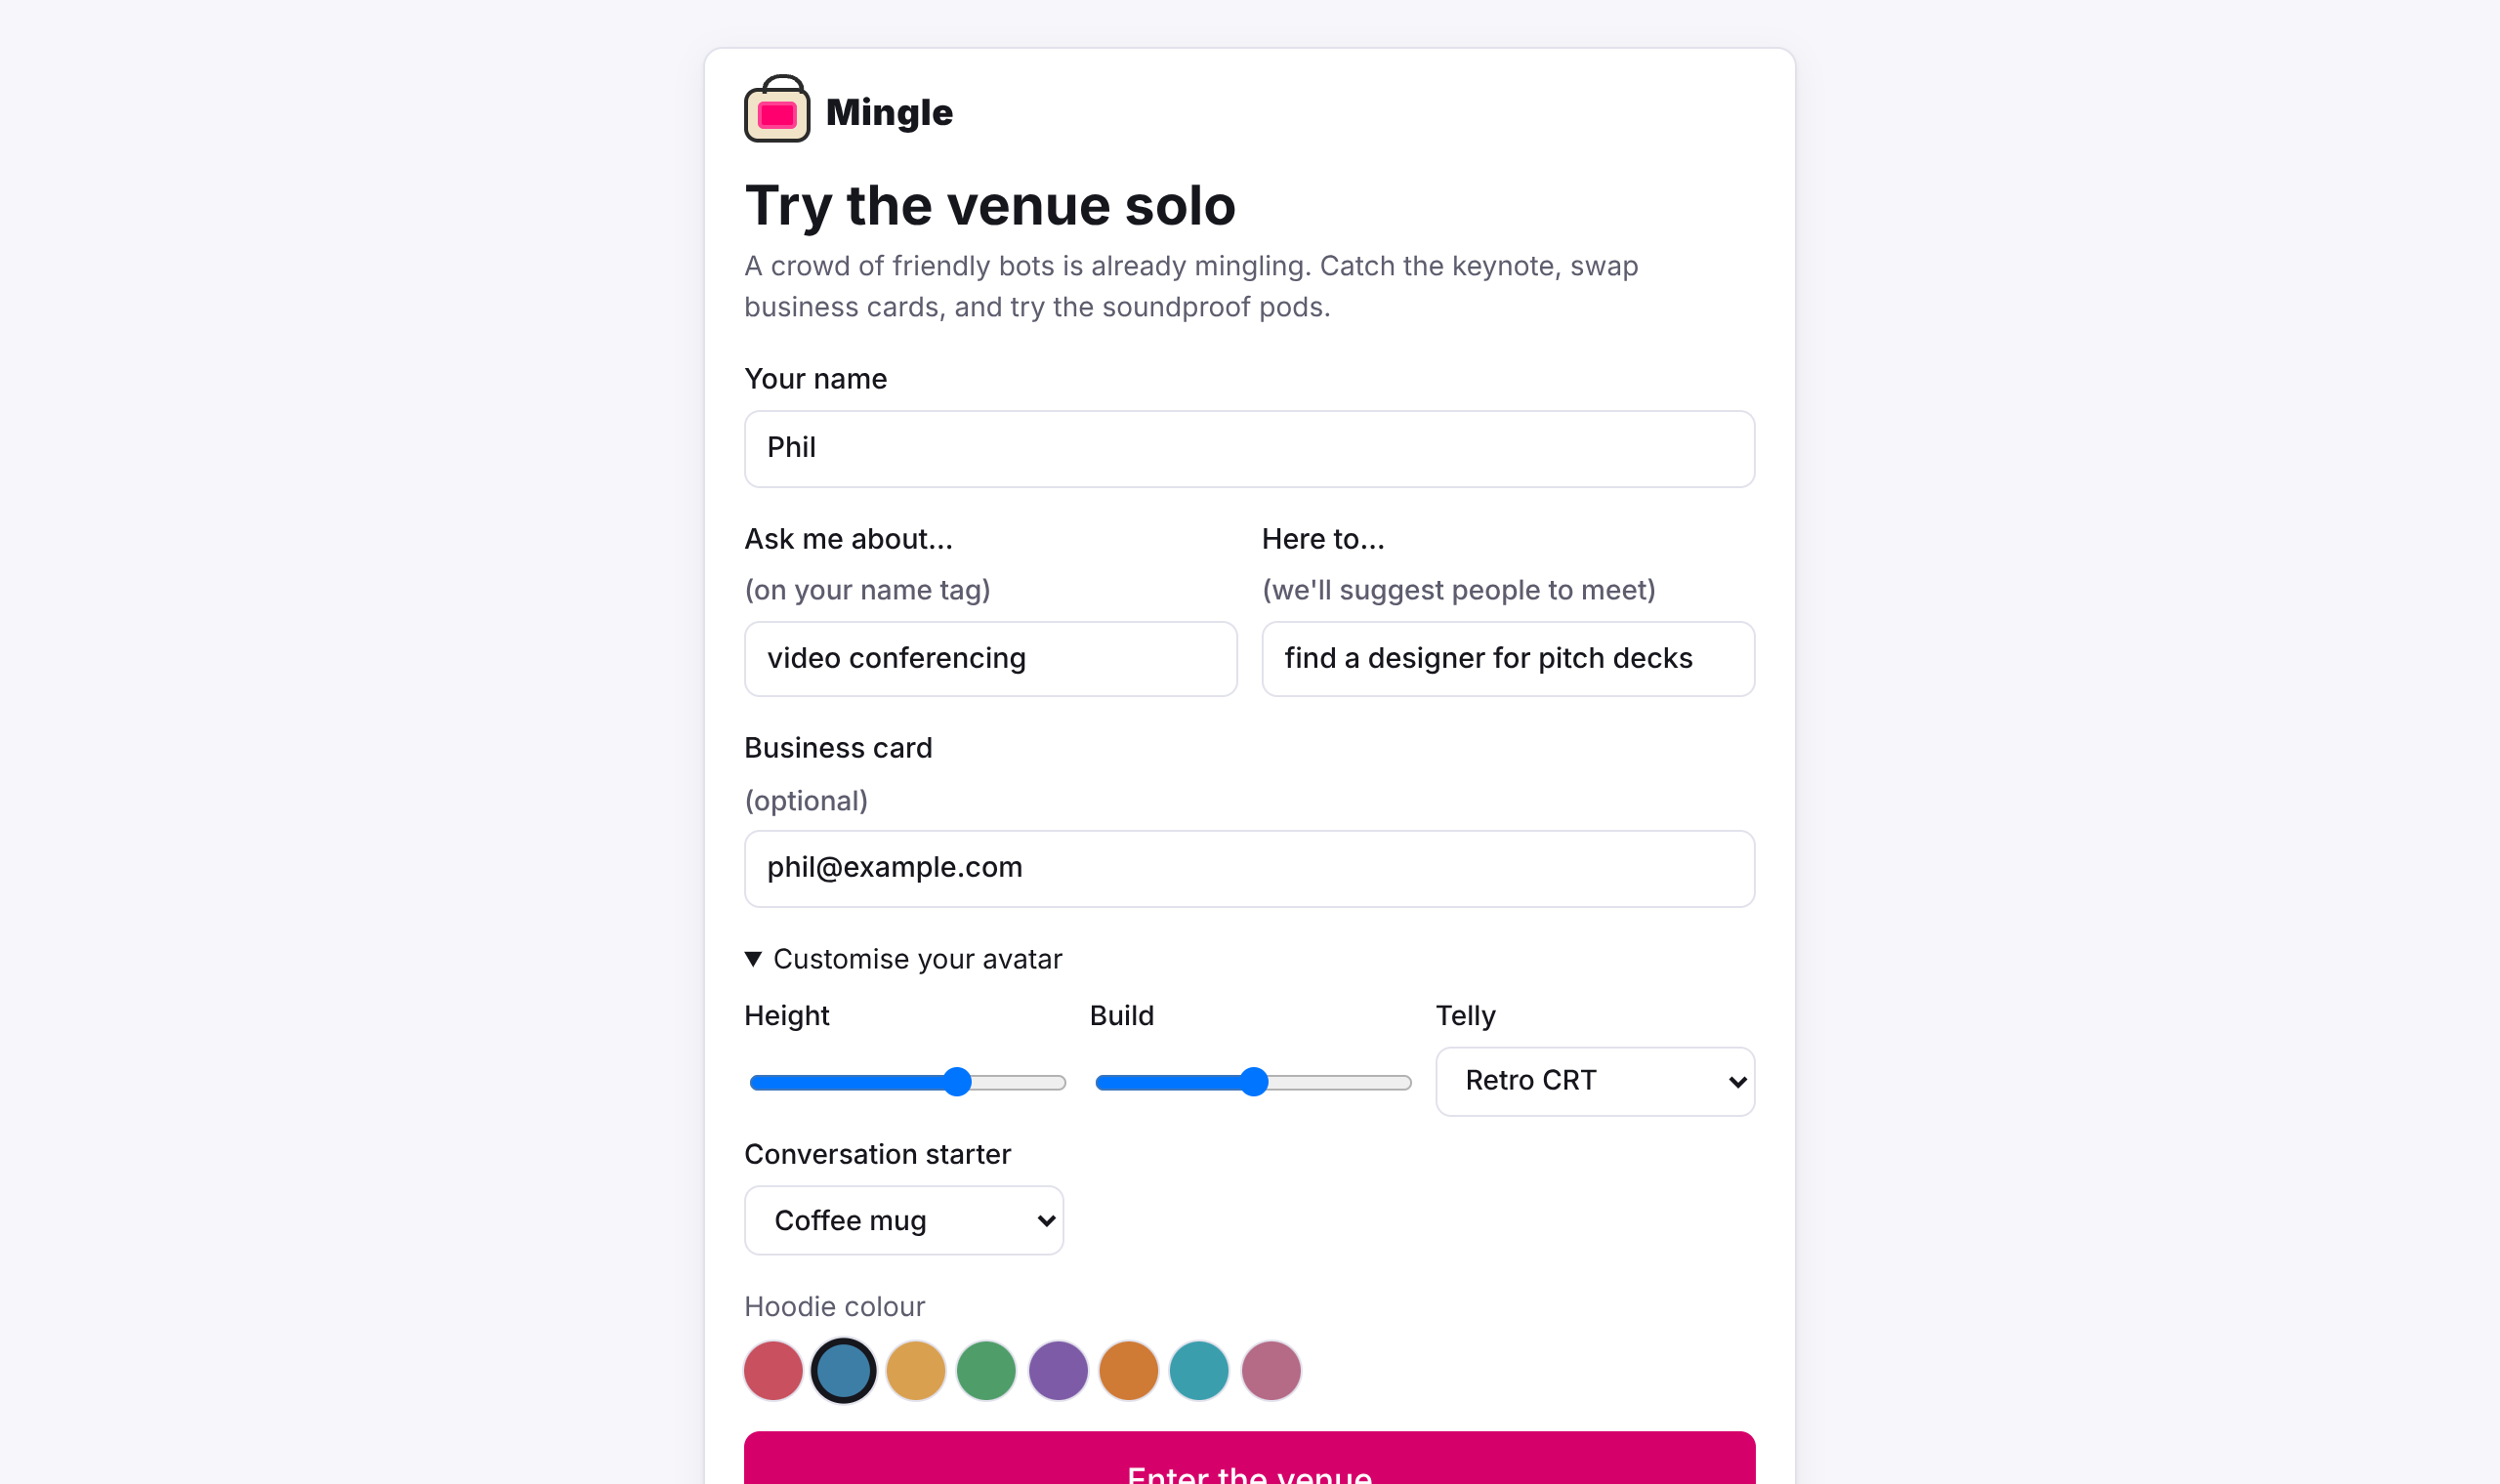 Mingle
Try the venue solo
A crowd of friendly bots is already mingling. Catch the keynote, swap
business cards, and try the soundproof pods.
Your name
Phil
Ask me about...
Here to...
(on your name tag)
(we'll suggest people to meet)
video conferencing
find a designer for pitch decks
Business card
(optional)
phil@example.com
Customise your avatar
Height
Build
Telly
Retro CRT
Conversation starter
Coffee mug
Hoodie colour
Enter the venue